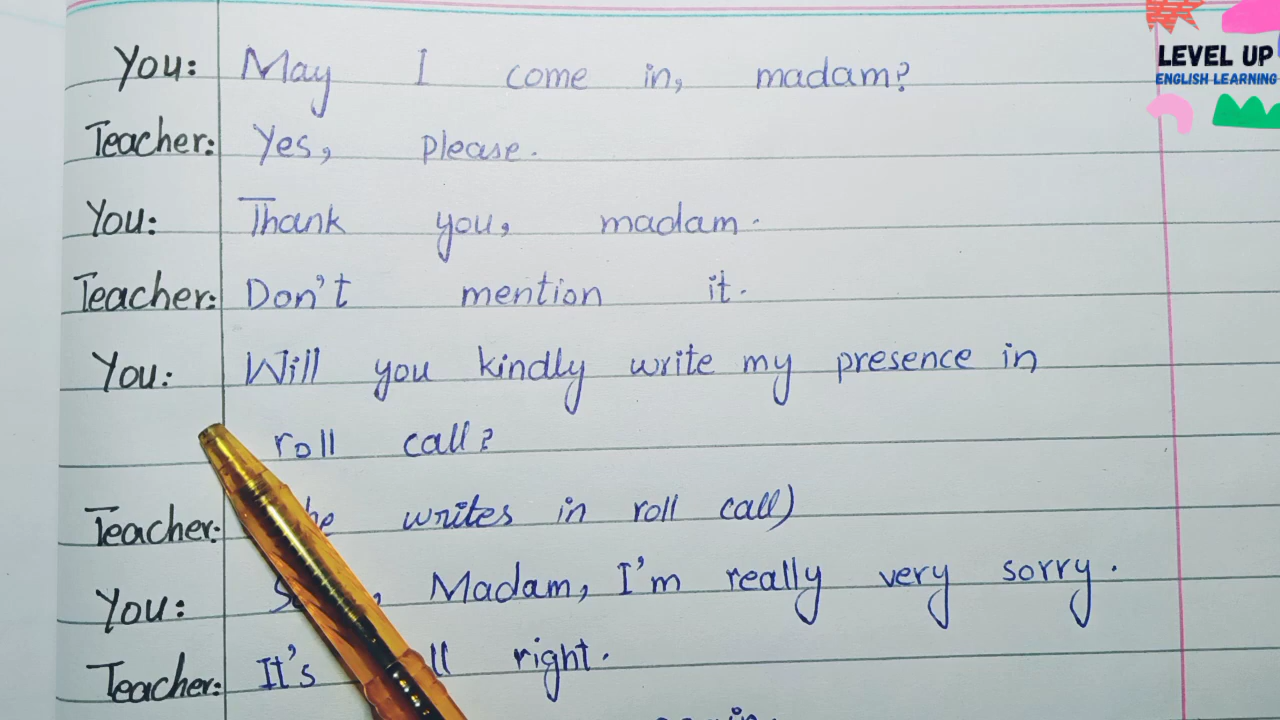 LEVEL UP
ENGLISH LEARNING
You: May I come in, madam?
Teacher: Yes, please.
You: Thank you, madam.
Teacher: Don't mention it.
You: Will you kindly write my presence in
roll call?
Teacher: writes in roll call)
You: Madam, I'm really very sorry.
Teacher: It's right.